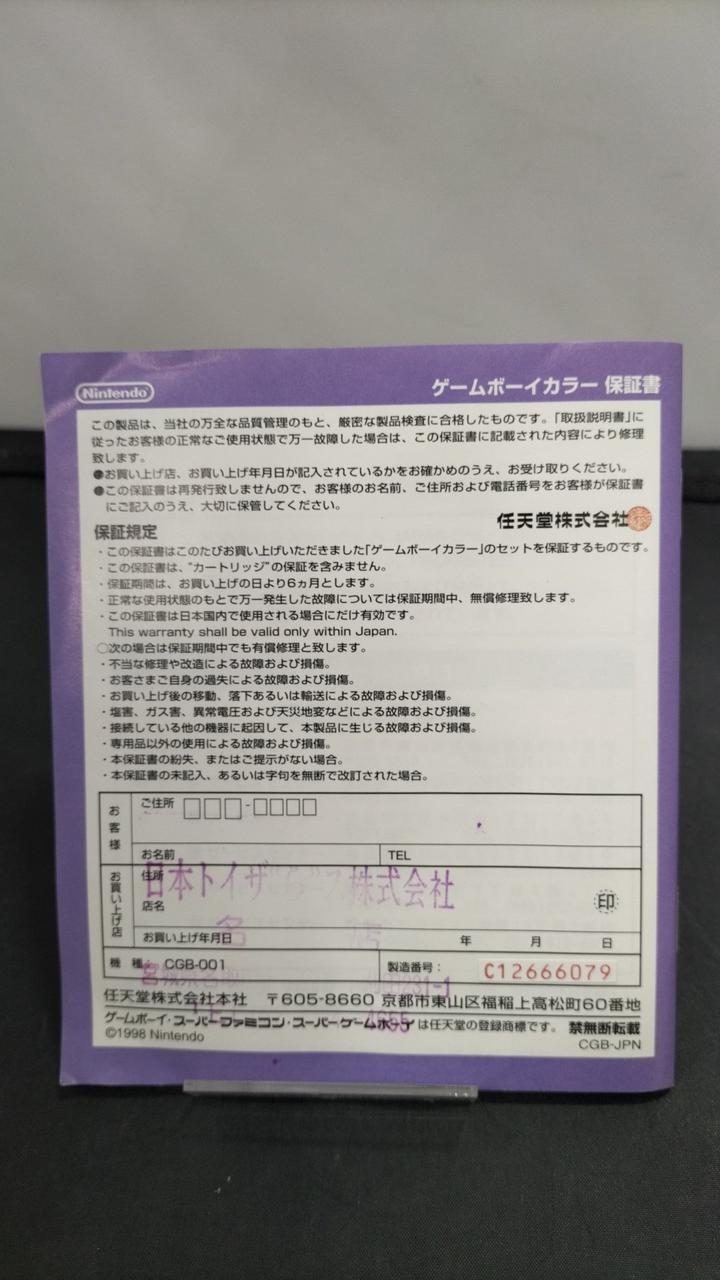 Nintendo
ゲームボーイカラー 保証書
この製品は、当社の万全な品質管理のもと、厳密な製品検査に合格したものです。「取扱説明書」に
従ったお客様の正常なご使用状態で万一故障した場合は、この保証書に記載された内容により修理
致します。
●お買い上げ店、お買い上げ年月日が記入されているかをお確かめのうえ、お受け取りください。
●この保証書は再発行致しませんので、お客様のお名前、ご住所および電話番号をお客様が保証書
にご記入のうえ、大切に保管してください。
任天堂株式会社
保証規定
・この保証書はこのたびお買い上げいただきました「ゲームボーイカラー」のセットを保証するものです。
・この保証書は、“カートリッジ”の保証を含みません。
・保証期間は、お買い上げの日より6ヵ月とします。
・正常な使用状態のもとで万一発生した故障については保証期間中、無償修理致します。
・この保証書は日本国内で使用される場合にだけ有効です。
This warranty shall be valid only within Japan.
○次の場合は保証期間中でも有償修理と致します。
・不当な修理や改造による故障および損傷。
・お客さまご自身の過失による故障および損傷。
・お買い上げ後の移動、落下あるいは輸送による故障および損傷。
・塩害、ガス害、異常電圧および天災地変などによる故障および損傷。
・接続している他の機器に起因して、本製品に生じる故障および損傷。
・専用品以外の使用による故障および損傷。
・本保証書の紛失、またはご提示がない場合。
・本保証書の未記入、あるいは字句を無断で改訂された場合。
お客様
ご住所 □□□-□□□□
お名前 TEL
お買い上げ店
住所
日本トイザ“ら”ス株式会社
店名 印
名 店
お買い上げ年月日 年 月 日
機 種: CGB-001 製造番号: C12666079
231-1
任天堂株式会社本社 〒605-8660 京都市東山区福稲上高松町60番地
ゲームボーイ・スーパーファミコン・スーパーゲームボーイは任天堂の登録商標です。 禁無断転載
©1998 Nintendo
CGB-JPN